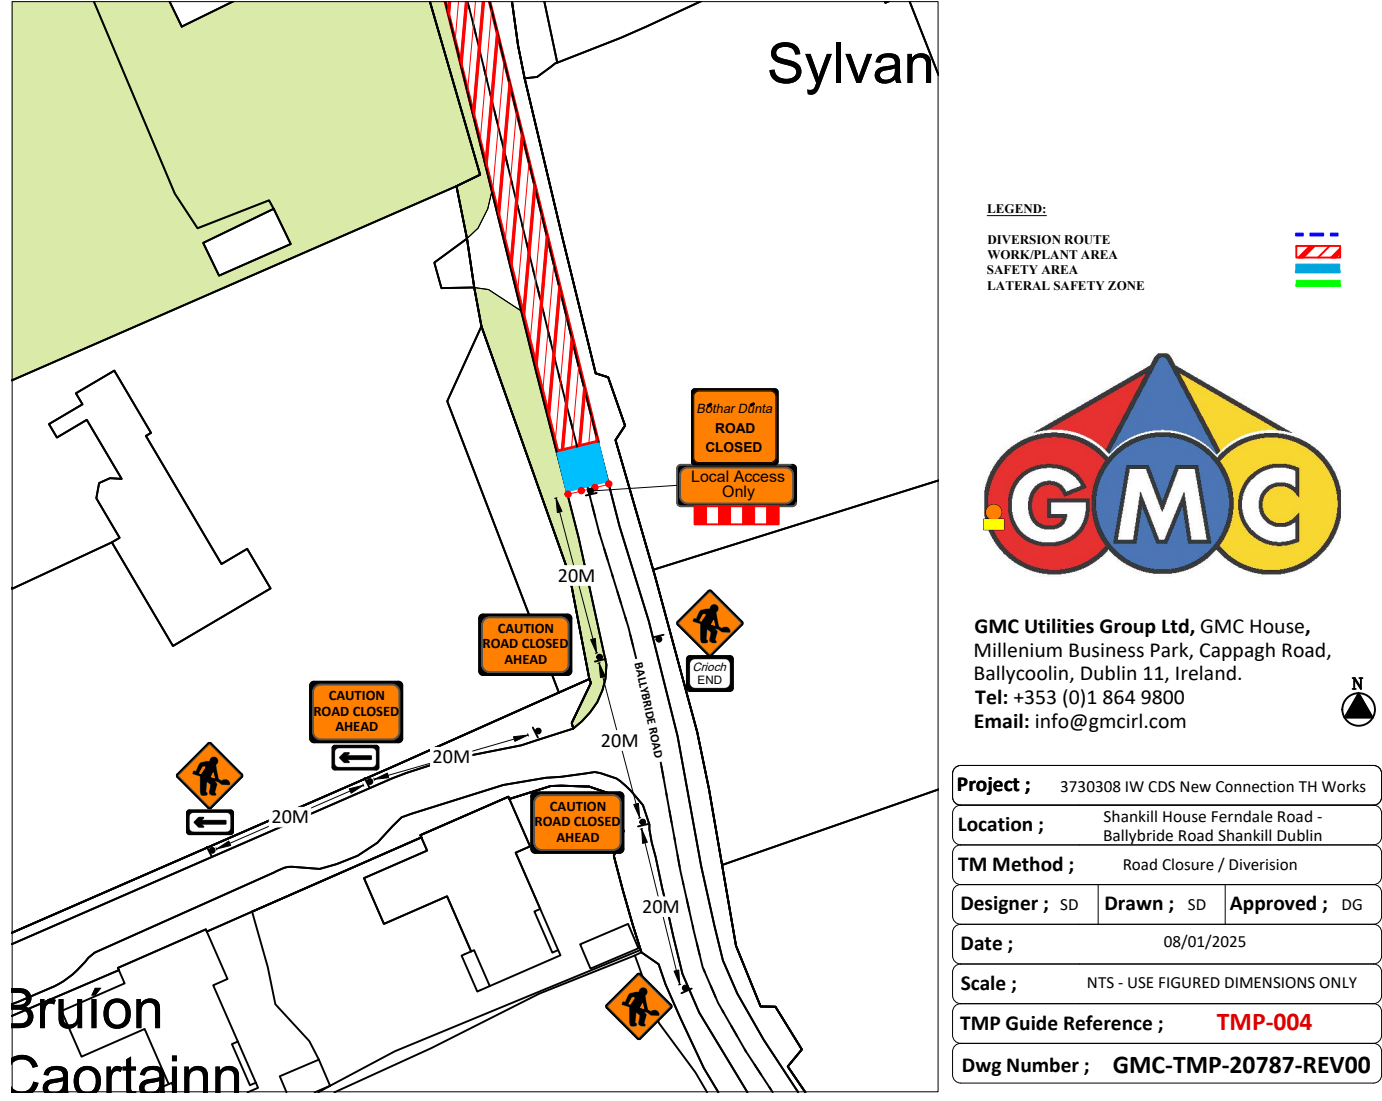 Sylvan
LEGEND:
DIVERSION ROUTE
WORK/PLANT AREA
SAFETY AREA
LATERAL SAFETY ZONE
Bóthar Dúnta
ROAD
CLOSED
Local Access
Only
GMC
20M
CAUTION
ROAD CLOSED
AHEAD
Críoch
END
BALLYBRIDE ROAD
CAUTION
ROAD CLOSED
AHEAD
20M
20M
20M
CAUTION
ROAD CLOSED
AHEAD
20M
Bruíon
Caortainn
GMC Utilities Group Ltd, GMC House,
Millenium Business Park, Cappagh Road,
Ballycoolin, Dublin 11, Ireland.
Tel: +353 (0)1 864 9800
Email: info@gmcirl.com
N
Project ; 3730308 IW CDS New Connection TH Works
Location ; Shankill House Ferndale Road -
Ballybride Road Shankill Dublin
TM Method ; Road Closure / Diverision
Designer ; SD Drawn ; SD Approved ; DG
Date ; 08/01/2025
Scale ; NTS - USE FIGURED DIMENSIONS ONLY
TMP Guide Reference ; TMP-004
Dwg Number ; GMC-TMP-20787-REV00